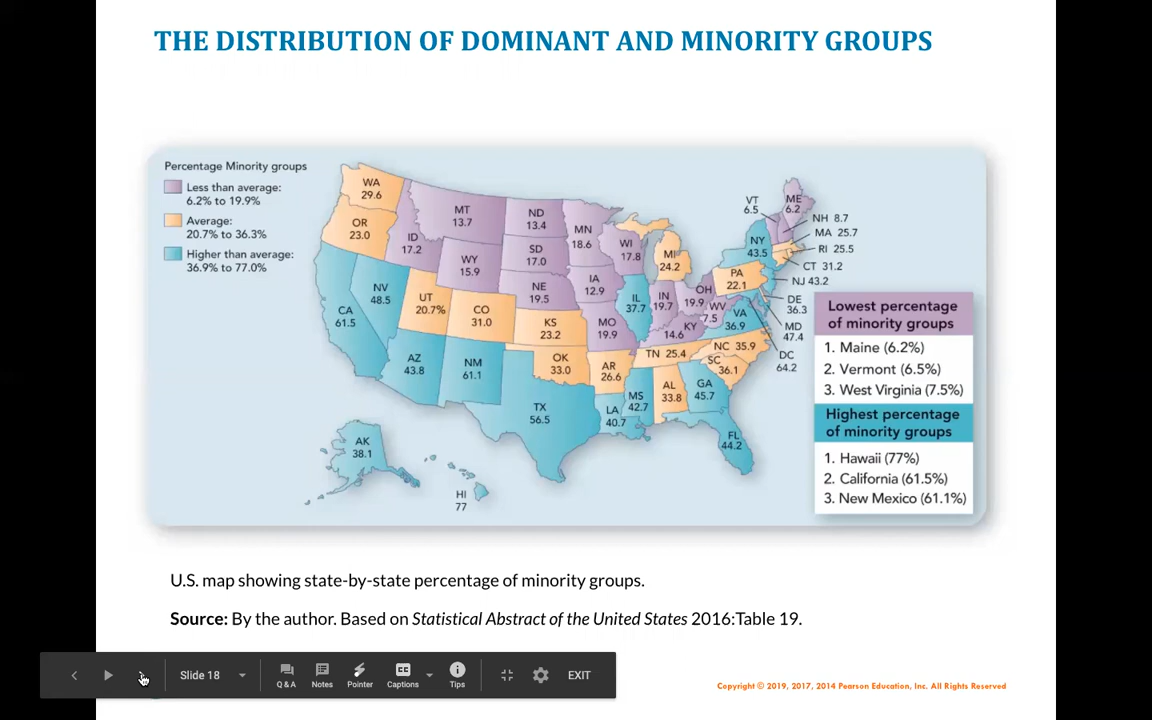 THE DISTRIBUTION OF DOMINANT AND MINORITY GROUPS
Percentage Minority groups
Less than average:
6.2% to 19.9%
Average:
20.7% to 36.3%
Higher than average:
36.9% to 77.0%
WA
29.6
OR
23.0
CA
61.5
NV
48.5
ID
17.2
MT
13.7
WY
15.9
UT
20.7%
CO
31.0
AZ
43.8
NM
61.1
ND
13.4
SD
17.0
NE
19.5
KS
23.2
OK
33.0
TX
56.5
MN
18.6
IA
12.9
MO
19.9
AR
26.6
LA
40.7
WI
17.8
IL
37.7
MS
42.7
MI
24.2
IN
19.7
OH
19.9
KY
14.6
TN 25.4
AL
33.8
GA
45.7
FL
44.2
SC
36.1
NC 35.9
VA
36.9
WV
7.5
PA
22.1
NY
43.5
VT
6.5
ME
6.2
NH 8.7
MA 25.7
RI 25.5
CT 31.2
NJ 43.2
DE
36.3
MD
47.4
DC
64.2
AK
38.1
HI
77
Lowest percentage
of minority groups
1. Maine (6.2%)
2. Vermont (6.5%)
3. West Virginia (7.5%)
Highest percentage
of minority groups
1. Hawaii (77%)
2. California (61.5%)
3. New Mexico (61.1%)
U.S. map showing state-by-state percentage of minority groups.
Source: By the author. Based on Statistical Abstract of the United States 2016:Table 19.
Slide 18
Q & A
Notes
Pointer
CC
Captions
Tips
EXIT
Copyright © 2019, 2017, 2014 Pearson Education, Inc. All Rights Reserved